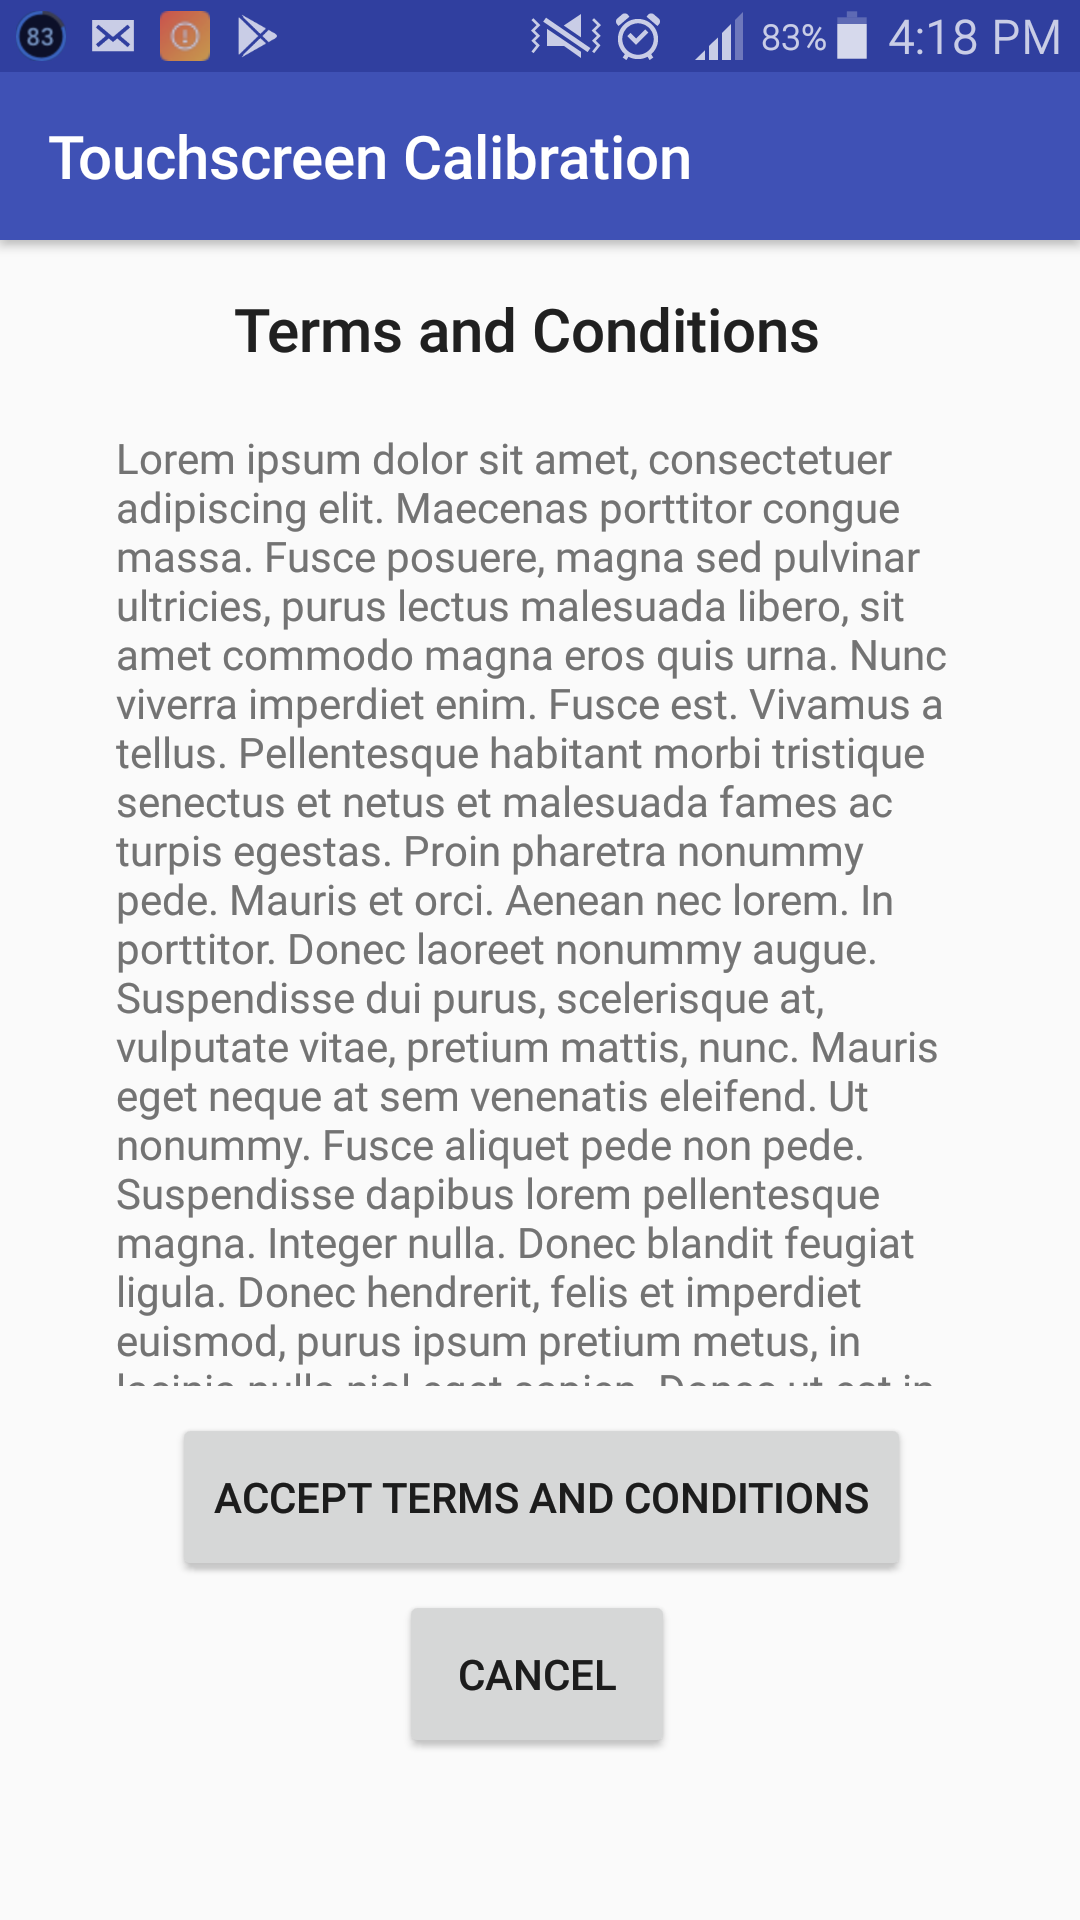 83
83%
4:18 PM
Touchscreen Calibration
Terms and Conditions
Lorem ipsum dolor sit amet, consectetuer
adipiscing elit. Maecenas porttitor congue
massa. Fusce posuere, magna sed pulvinar
ultricies, purus lectus malesuada libero, sit
amet commodo magna eros quis urna. Nunc
viverra imperdiet enim. Fusce est. Vivamus a
tellus. Pellentesque habitant morbi tristique
senectus et netus et malesuada fames ac
turpis egestas. Proin pharetra nonummy
pede. Mauris et orci. Aenean nec lorem. In
porttitor. Donec laoreet nonummy augue.
Suspendisse dui purus, scelerisque at,
vulputate vitae, pretium mattis, nunc. Mauris
eget neque at sem venenatis eleifend. Ut
nonummy. Fusce aliquet pede non pede.
Suspendisse dapibus lorem pellentesque
magna. Integer nulla. Donec blandit feugiat
ligula. Donec hendrerit, felis et imperdiet
euismod, purus ipsum pretium metus, in
ACCEPT TERMS AND CONDITIONS
CANCEL